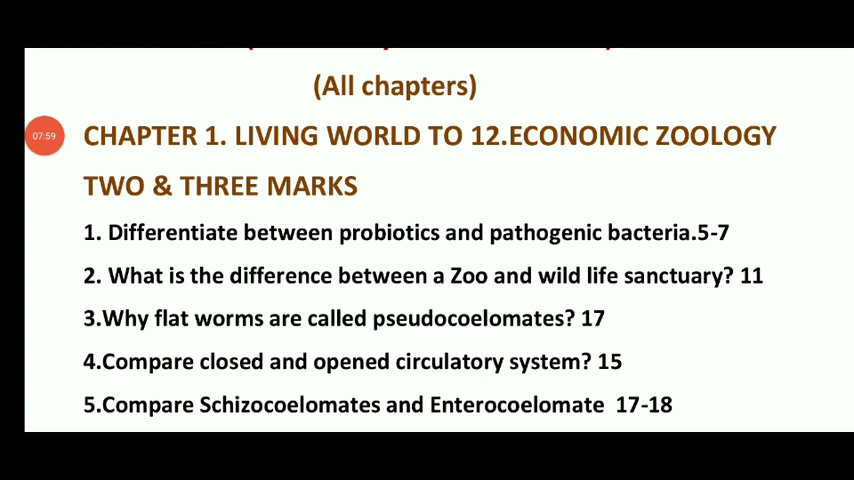 (All chapters)
07:59
CHAPTER 1. LIVING WORLD TO 12.ECONOMIC ZOOLOGY
TWO & THREE MARKS
1. Differentiate between probiotics and pathogenic bacteria.5-7
2. What is the difference between a Zoo and wild life sanctuary? 11
3.Why flat worms are called pseudocoelomates? 17
4.Compare closed and opened circulatory system? 15
5.Compare Schizocoelomates and Enterocoelomate 17-18